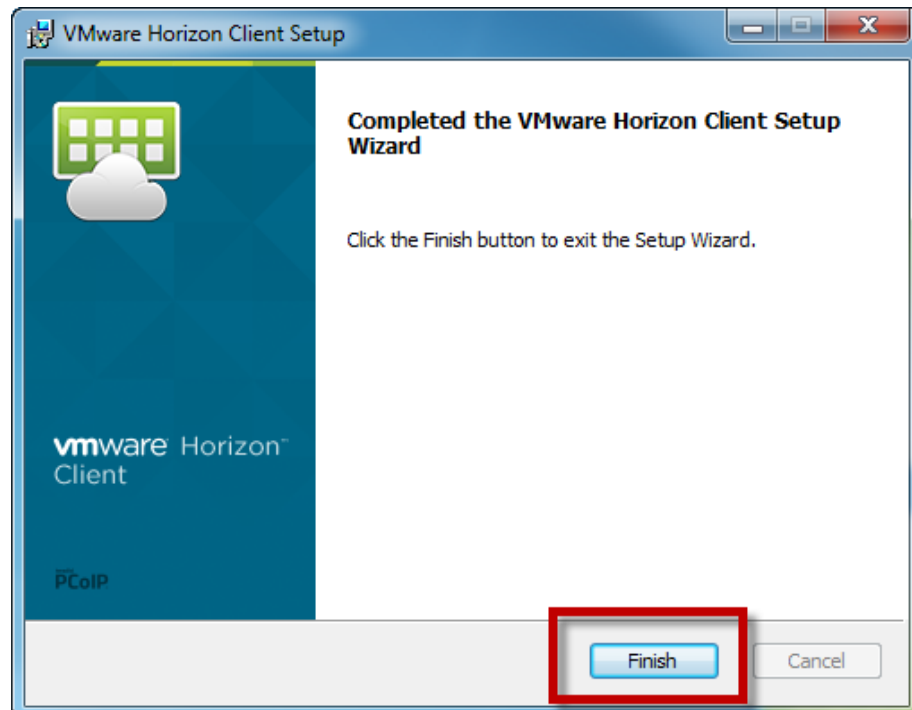 VMware Horizon Client Setup
Completed the VMware Horizon Client Setup
Wizard
Click the Finish button to exit the Setup Wizard.
vmware Horizon™
Client
PCoIP
Finish
Cancel